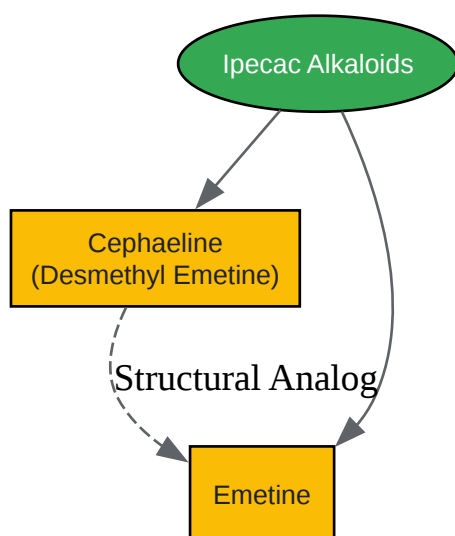 Ipecac Alkaloids
Cephaeline
(Desmethyl Emetine)
Structural Analog
Emetine